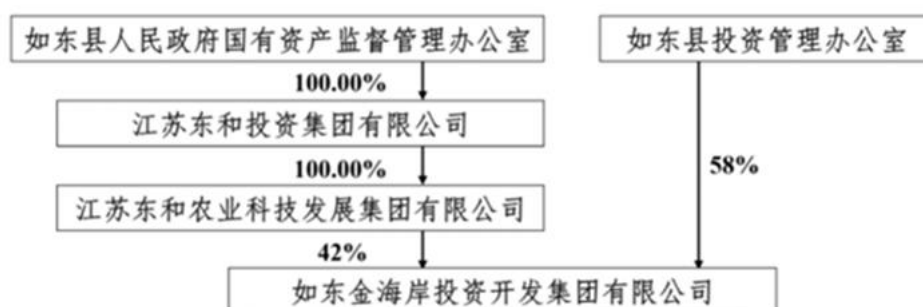 如东县人民政府国有资产监督管理办公室
如东县投资管理办公室
100.00%
江苏东和投资集团有限公司
100.00%
58%
江苏东和农业科技发展集团有限公司
42%
如东金海岸投资开发集团有限公司